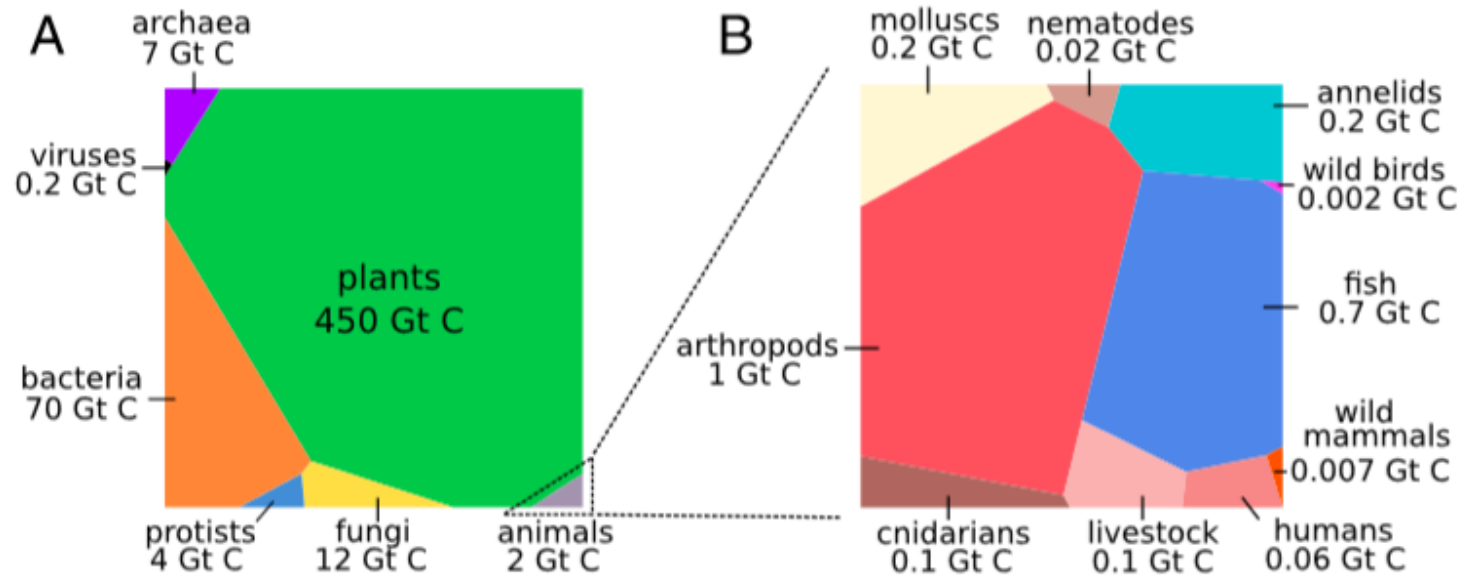 A
archaea
7 Gt C
viruses
0.2 Gt C
plants
450 Gt C
bacteria
70 Gt C
protists
4 Gt C
fungi
12 Gt C
animals
2 Gt C
B
molluscs
0.2 Gt C
nematodes
0.02 Gt C
annelids
0.2 Gt C
wild birds
0.002 Gt C
fish
0.7 Gt C
arthropods
1 Gt C
wild
mammals
0.007 Gt C
cnidarians
0.1 Gt C
livestock
0.1 Gt C
humans
0.06 Gt C